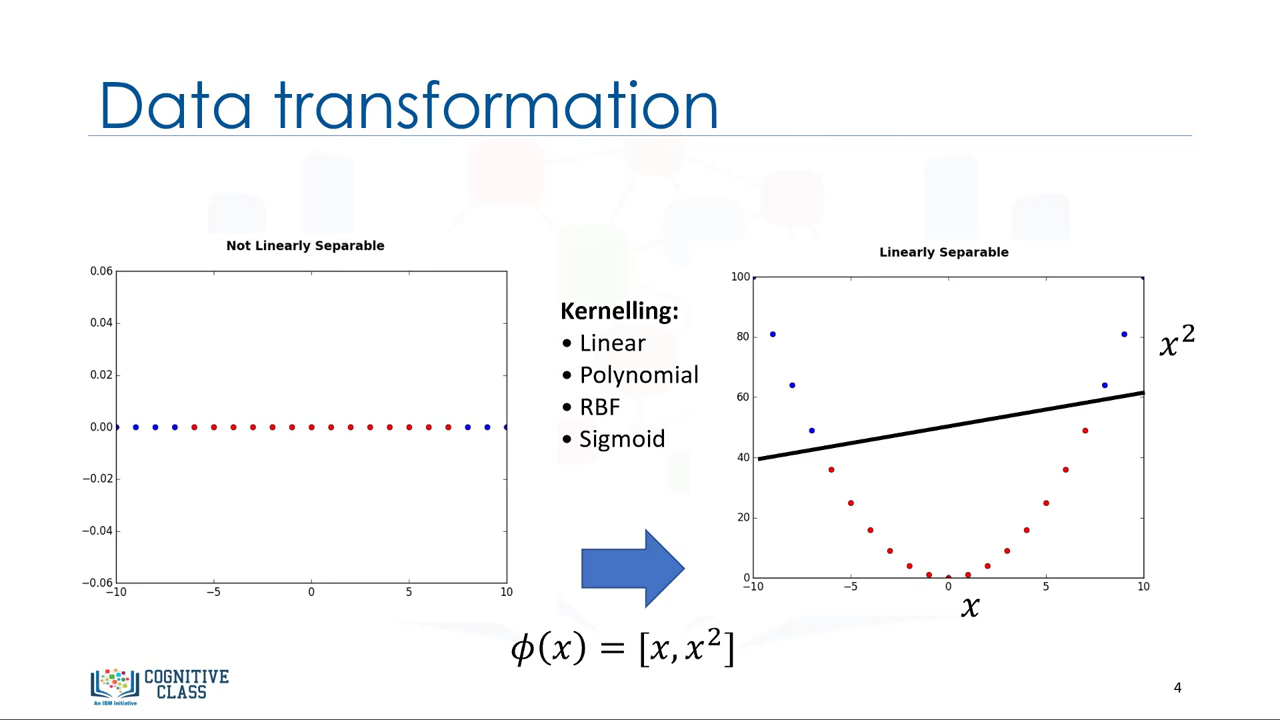 Data transformation
Not Linearly Separable
0.06
0.04
0.02
0.00
−0.02
−0.04
−0.06
−10 −5 0 5 10
Kernelling:
• Linear
• Polynomial
• RBF
• Sigmoid
ϕ(x) = [x, x²]
Linearly Separable
100
80
60
40
20
0
−10 −5 0 5 10
x
x²
COGNITIVE
CLASS
An IBM Initiative
4